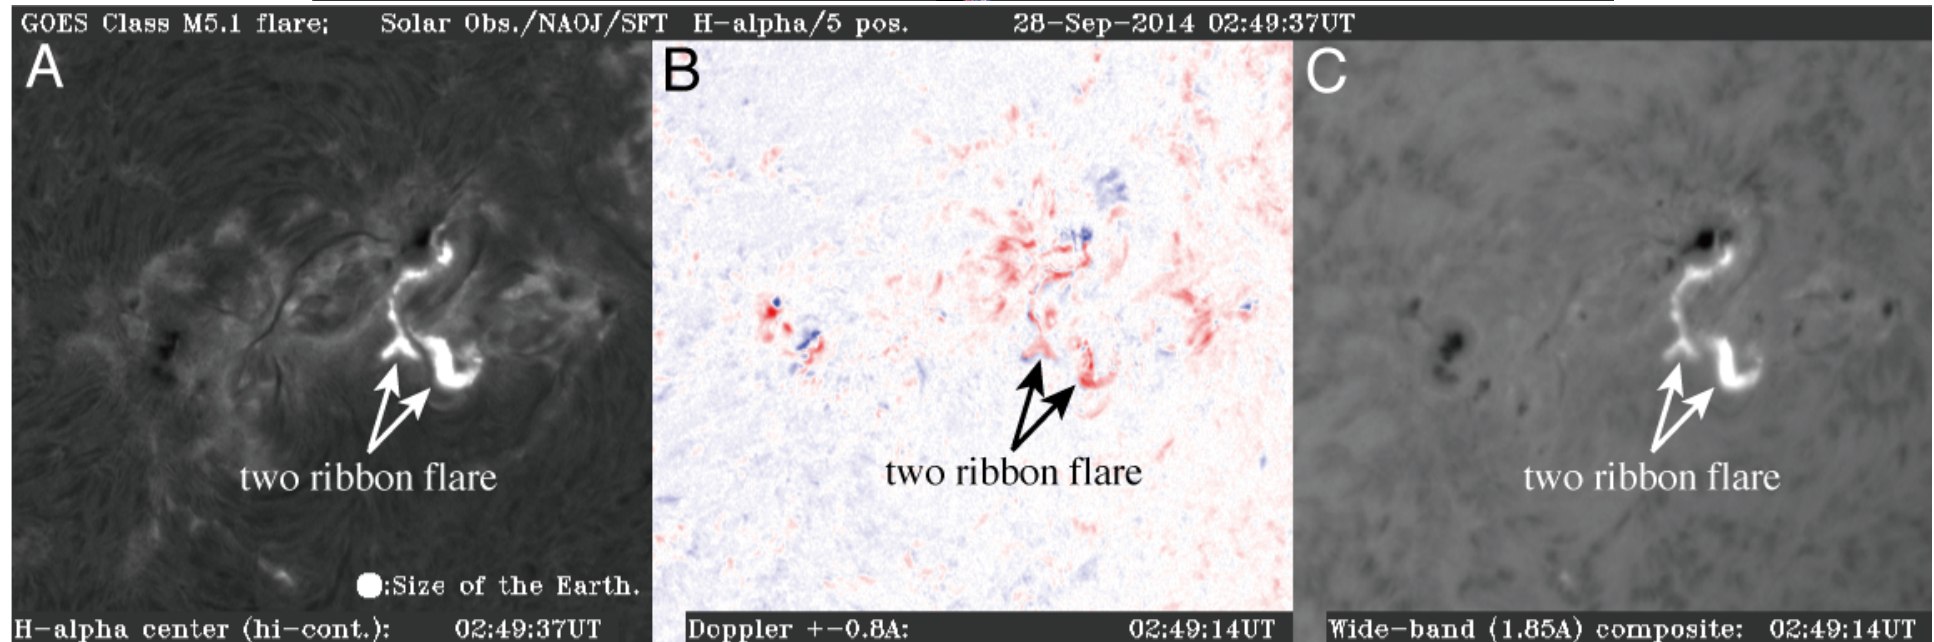 GOES Class M5.1 flare; Solar Obs./NAOJ/SFT H-alpha/5 pos. 28-Sep-2014 02:49:37UT
A
B
C
two ribbon flare
two ribbon flare
two ribbon flare
:Size of the Earth.
H-alpha center (hi-cont.): 02:49:37UT
Doppler +-0.8A: 02:49:14UT
Wide-band (1.85A) composite: 02:49:14UT